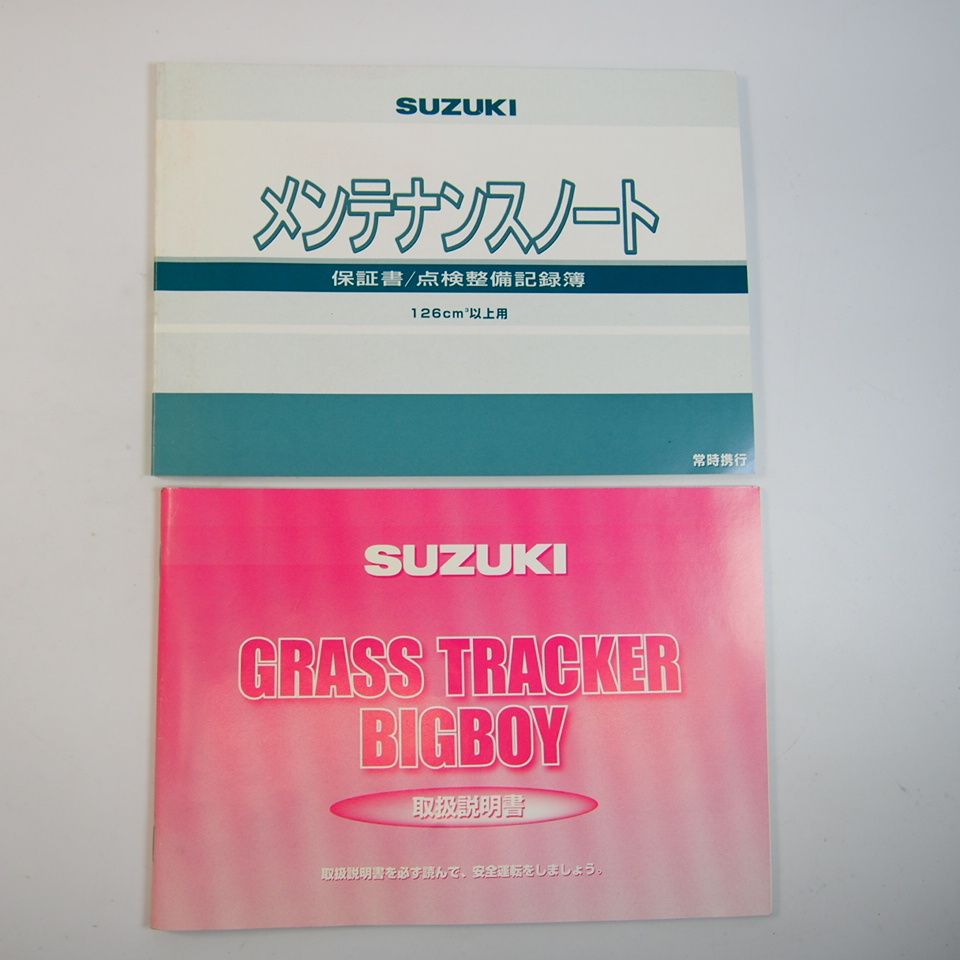 SUZUKI
メンテナンスノート
保証書/点検整備記録簿
126cm³以上用
常時携行
SUZUKI
GRASS TRACKER
BIGBOY
取扱説明書
取扱説明書を必ず読んで、安全運転をしましょう。